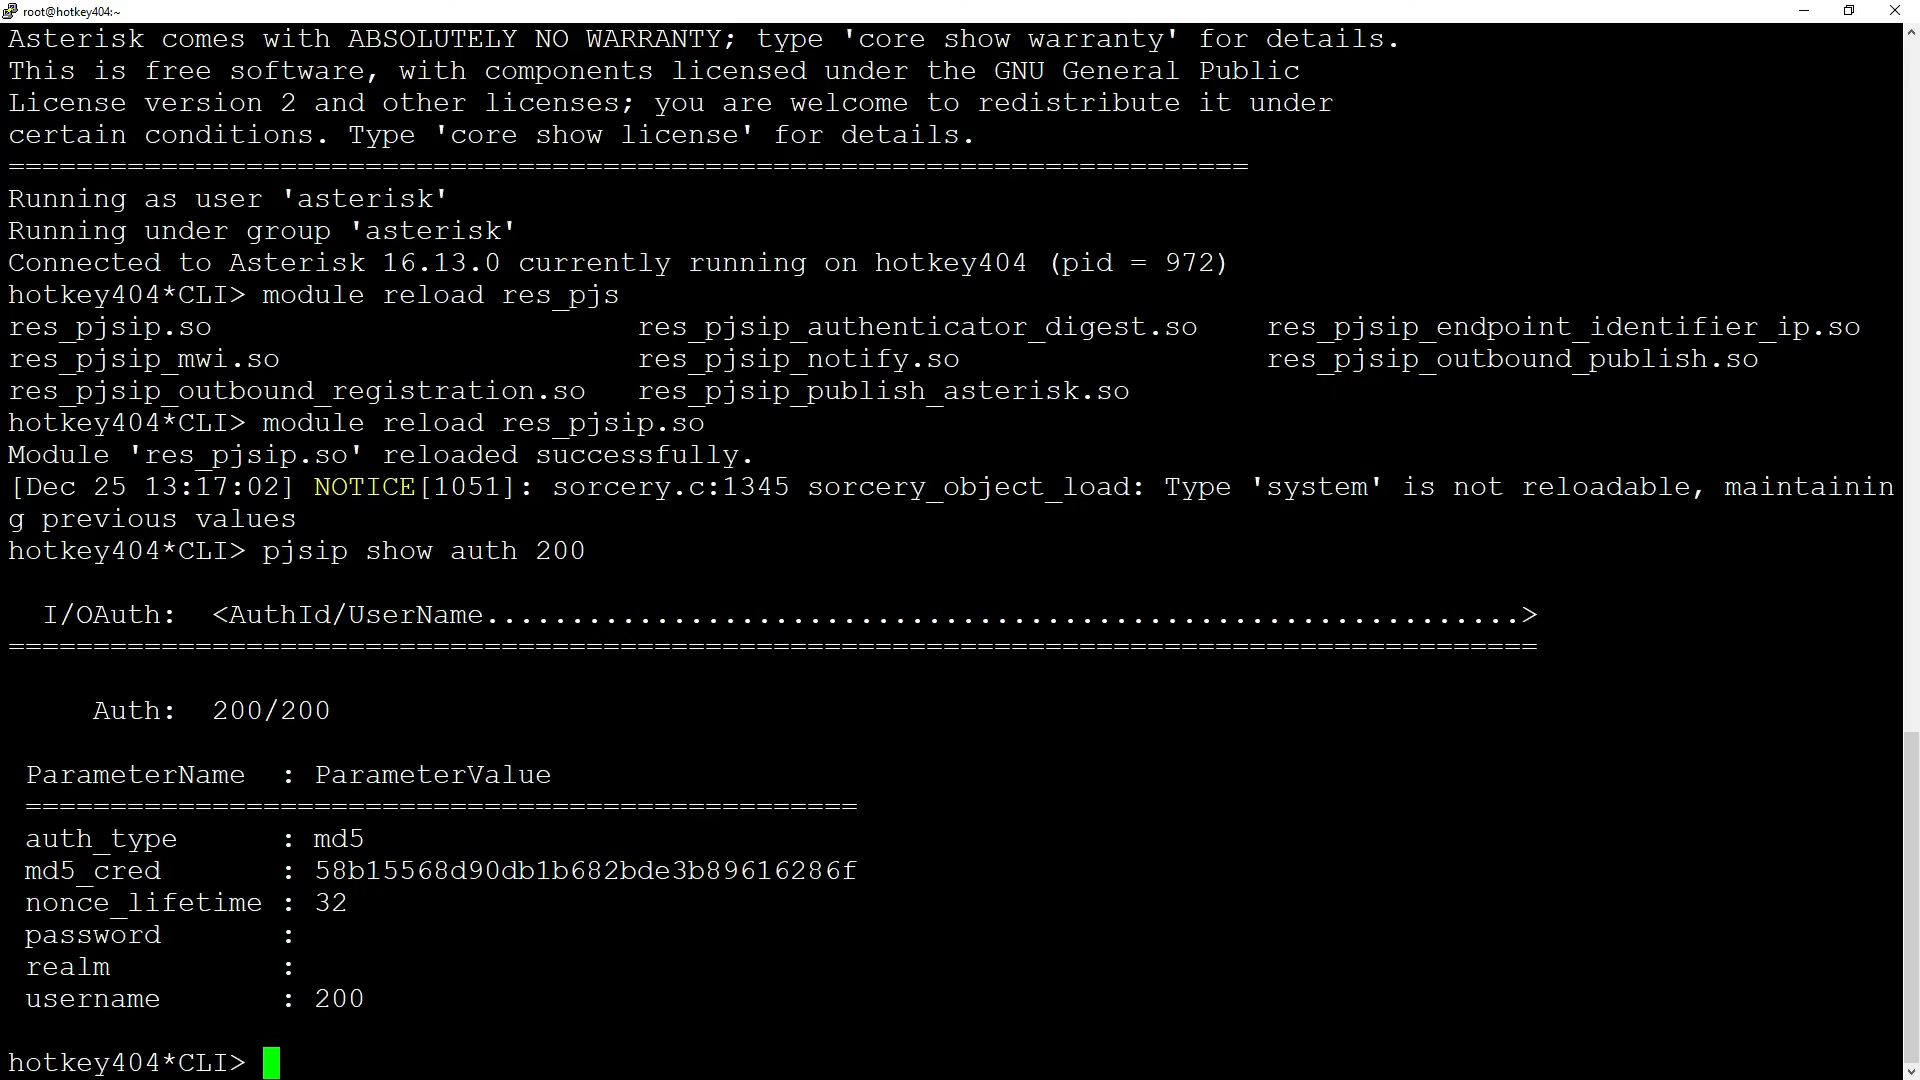 root@hotkey404:~
Asterisk comes with ABSOLUTELY NO WARRANTY; type 'core show warranty' for details.
This is free software, with components licensed under the GNU General Public
License version 2 and other licenses; you are welcome to redistribute it under
certain conditions. Type 'core show license' for details.
=========================================================================
Running as user 'asterisk'
Running under group 'asterisk'
Connected to Asterisk 16.13.0 currently running on hotkey404 (pid = 972)
hotkey404*CLI> module reload res_pjs
res_pjsip.so                         res_pjsip_authenticator_digest.so    res_pjsip_endpoint_identifier_ip.so
res_pjsip_mwi.so                     res_pjsip_notify.so                  res_pjsip_outbound_publish.so
res_pjsip_outbound_registration.so   res_pjsip_publish_asterisk.so
hotkey404*CLI> module reload res_pjsip.so
Module 'res_pjsip.so' reloaded successfully.
[Dec 25 13:17:02] NOTICE[1051]: sorcery.c:1345 sorcery_object_load: Type 'system' is not reloadable, maintainin
g previous values
hotkey404*CLI> pjsip show auth 200
  I/OAuth:  <AuthId/UserName.............................................................>
==========================================================================================
     Auth:  200/200
 ParameterName  : ParameterValue
 =================================================
 auth_type      : md5
 md5_cred       : 58b15568d90db1b682bde3b89616286f
 nonce_lifetime : 32
 password       :
 realm          :
 username       : 200
hotkey404*CLI>